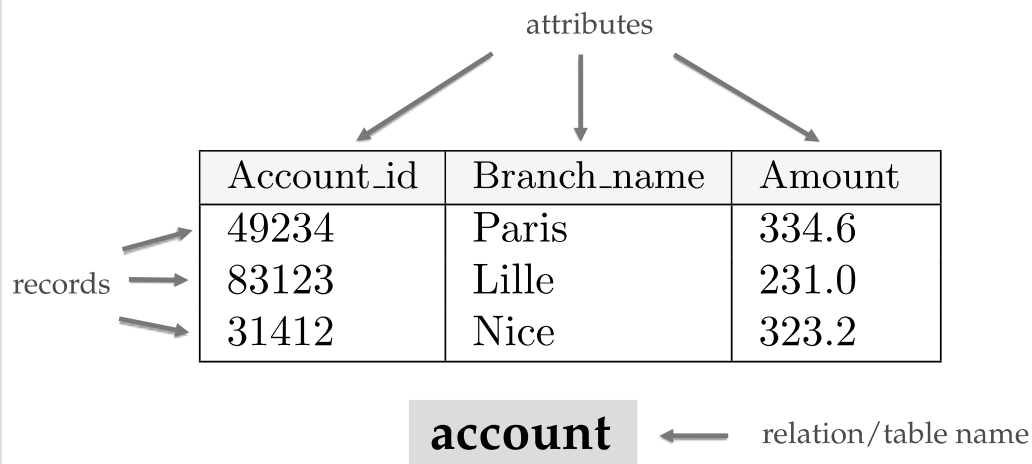 attributes
Account_id Branch_name Amount
49234 Paris 334.6
records 83123 Lille 231.0
31412 Nice 323.2
account relation/table name